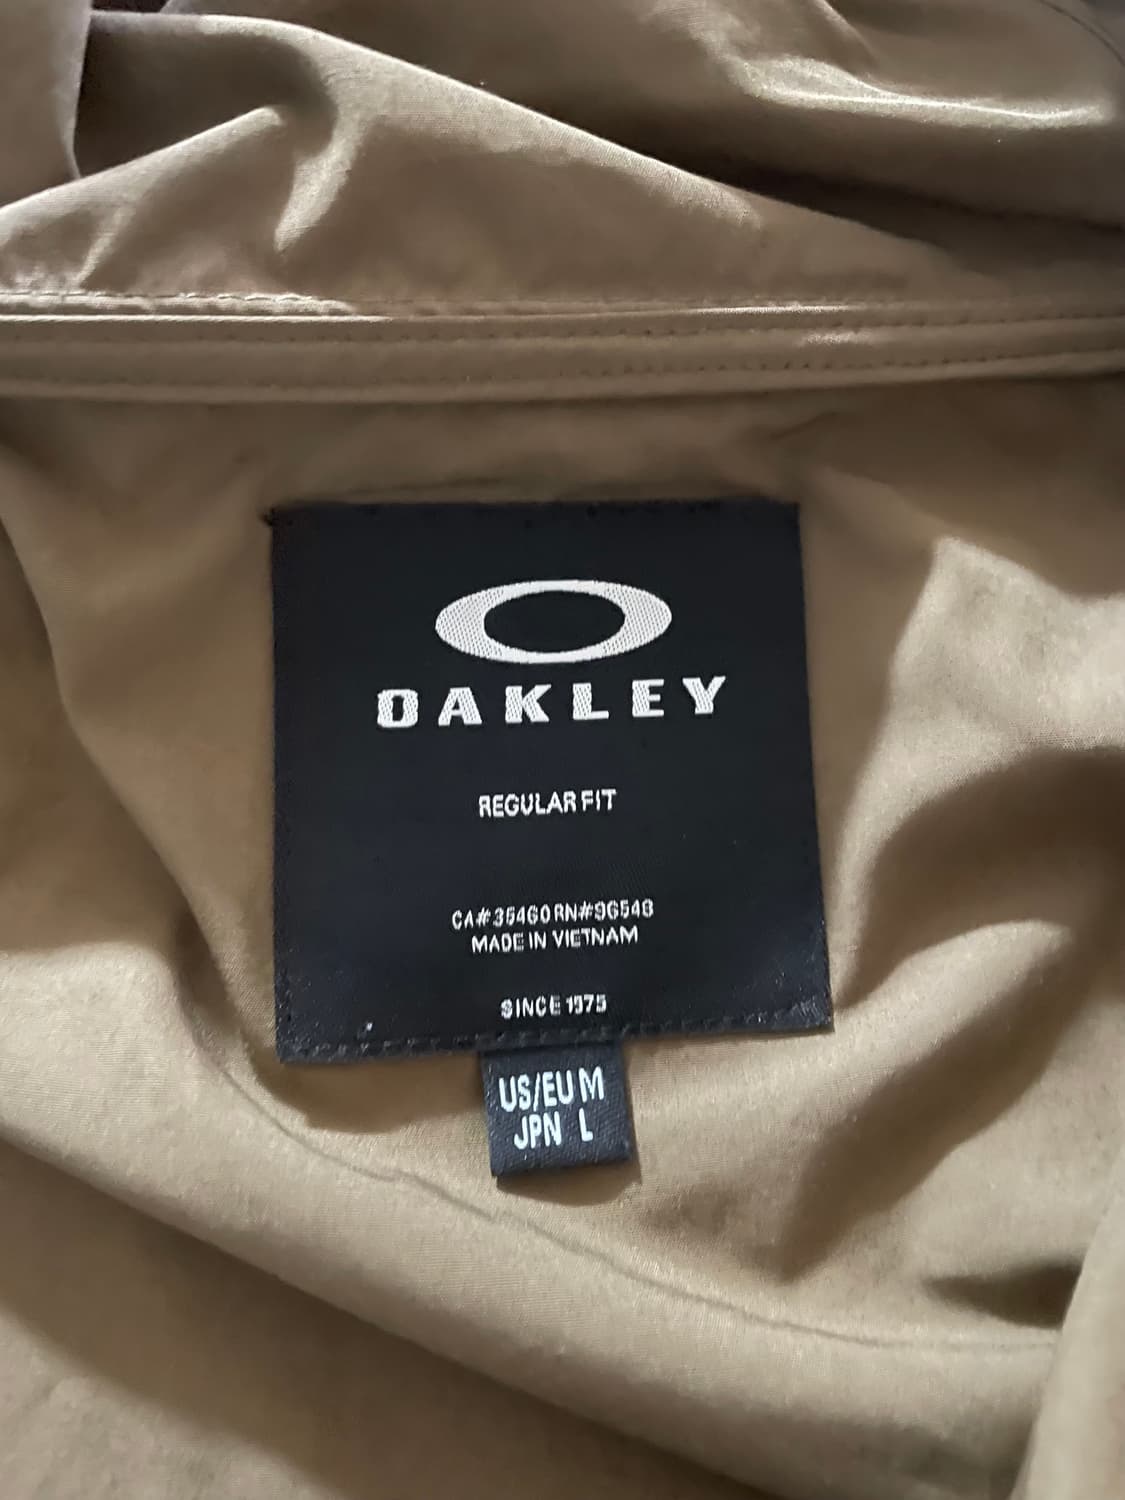 OAKLEY
REGULAR FIT
CA#35460 RN#96548
MADE IN VIETNAM
SINCE 1975
US/EU M
JPN L